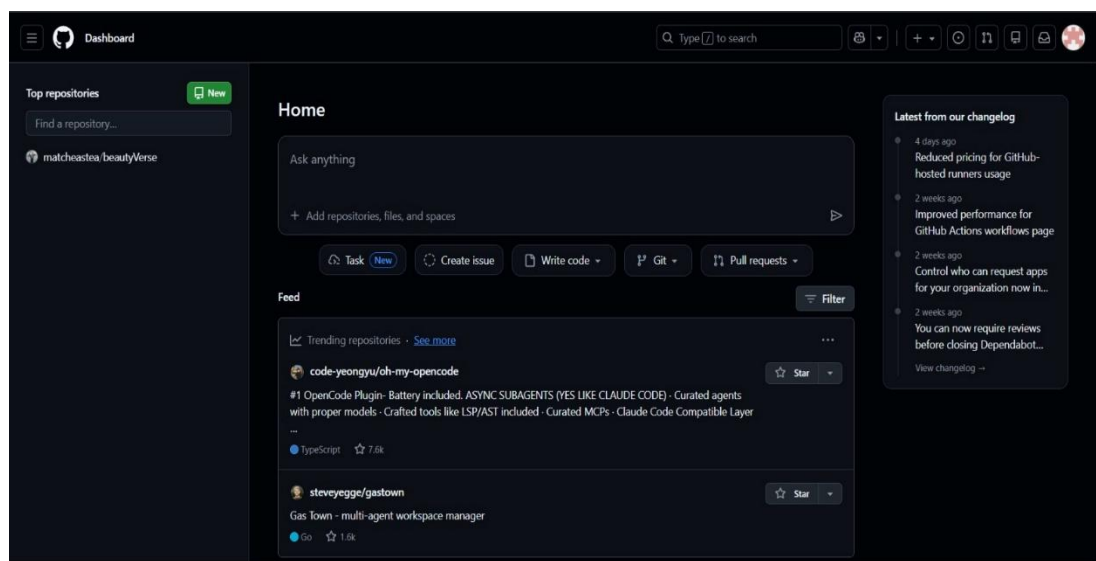 Dashboard
Type / to search
Top repositories
New
Find a repository...
matcheastea/beautyVerse
Home
Ask anything
Add repositories, files, and spaces
Task New
Create issue
Write code
Git
Pull requests
Feed
Filter
Trending repositories · See more
code-yeongyu/oh-my-opencode
Star
#1 OpenCode Plugin- Battery included. ASYNC SUBAGENTS (YES LIKE CLAUDE CODE) · Curated agents
with proper models · Crafted tools like LSP/AST included · Curated MCPs · Claude Code Compatible Layer
...
TypeScript 7.6k
steveyegge/gastown
Star
Gas Town - multi-agent workspace manager
Go 1.6k
Latest from our changelog
4 days ago
Reduced pricing for GitHub-
hosted runners usage
2 weeks ago
Improved performance for
GitHub Actions workflows page
2 weeks ago
Control who can request apps
for your organization now in...
2 weeks ago
You can now require reviews
before closing Dependabot...
View changelog →